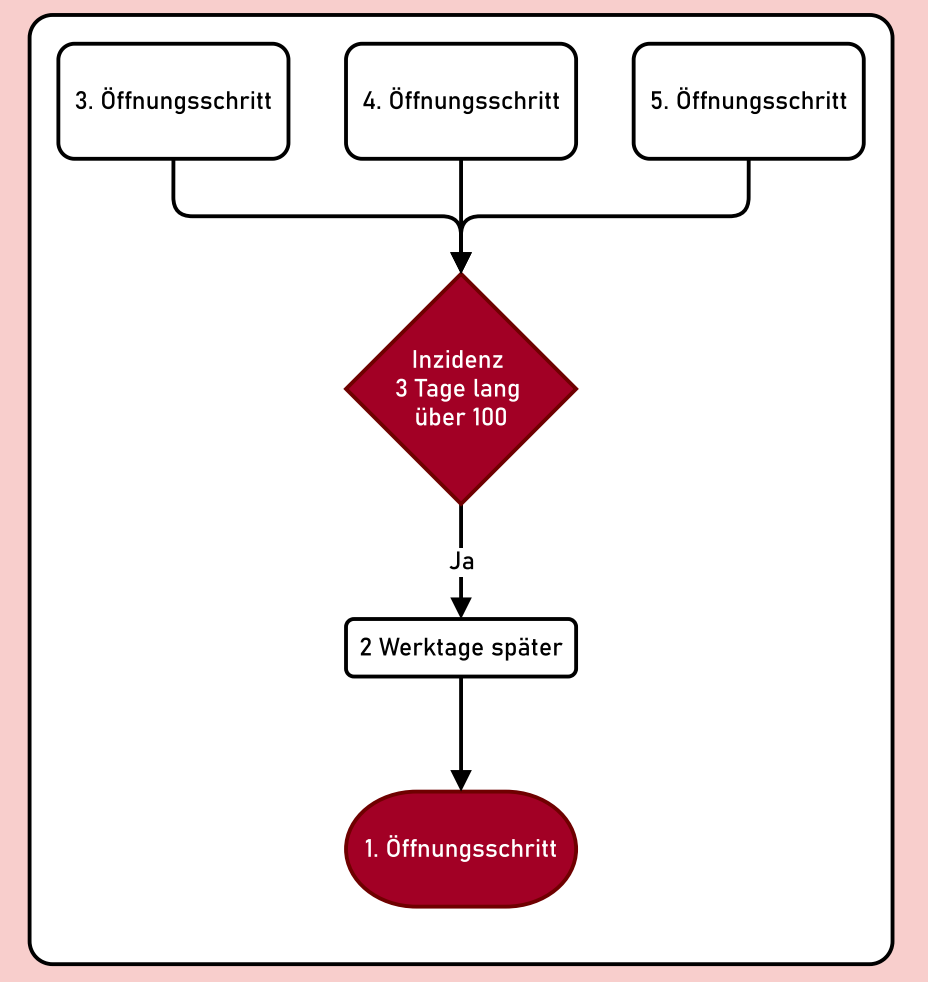 3. Öffnungsschritt
4. Öffnungsschritt
5. Öffnungsschritt
Inzidenz
3 Tage lang
über 100
Ja
2 Werktage später
1. Öffnungsschritt